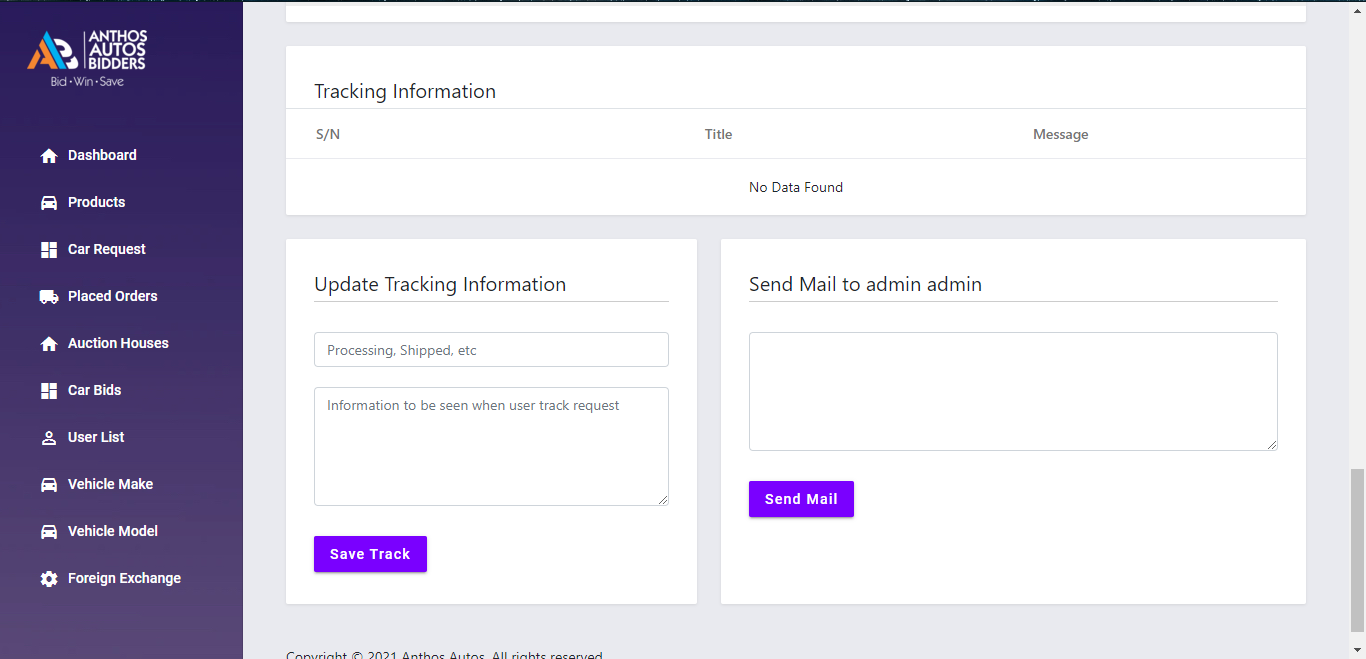 ANTHOS
AUTOS
BIDDERS
Bid • Win • Save
Dashboard
Products
Car Request
Placed Orders
Auction Houses
Car Bids
User List
Vehicle Make
Vehicle Model
Foreign Exchange
Tracking Information
S/N Title Message
No Data Found
Update Tracking Information
Processing, Shipped, etc
Information to be seen when user track request
Save Track
Send Mail to admin admin
Send Mail
Copyright © 2021 Anthos Autos. All rights reserved